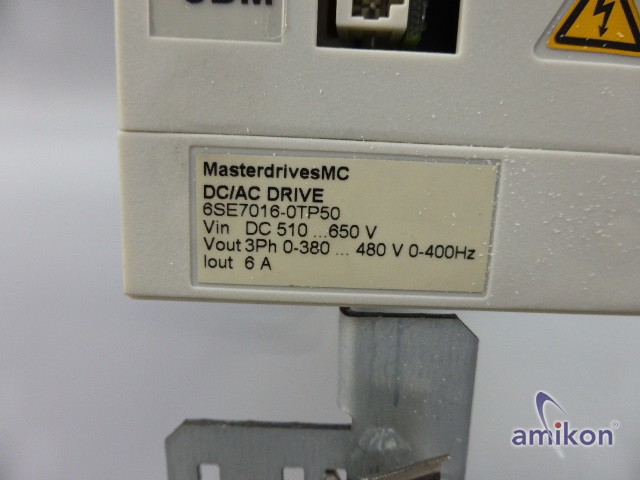 MasterdrivesMC
DC/AC DRIVE
6SE7016-0TP50
Vin DC 510 ...650 V
Vout 3Ph 0-380 ... 480 V 0-400Hz
Iout 6 A
amikon